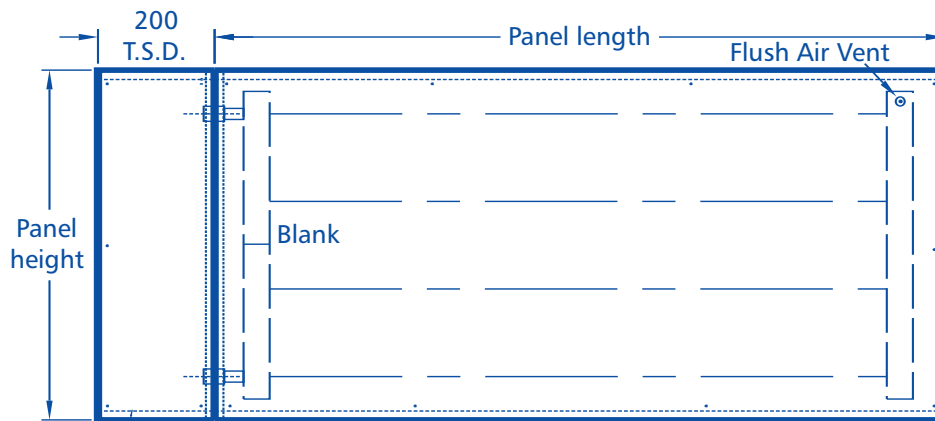 200
T.S.D.
Panel length
Flush Air Vent
Panel
height
Blank